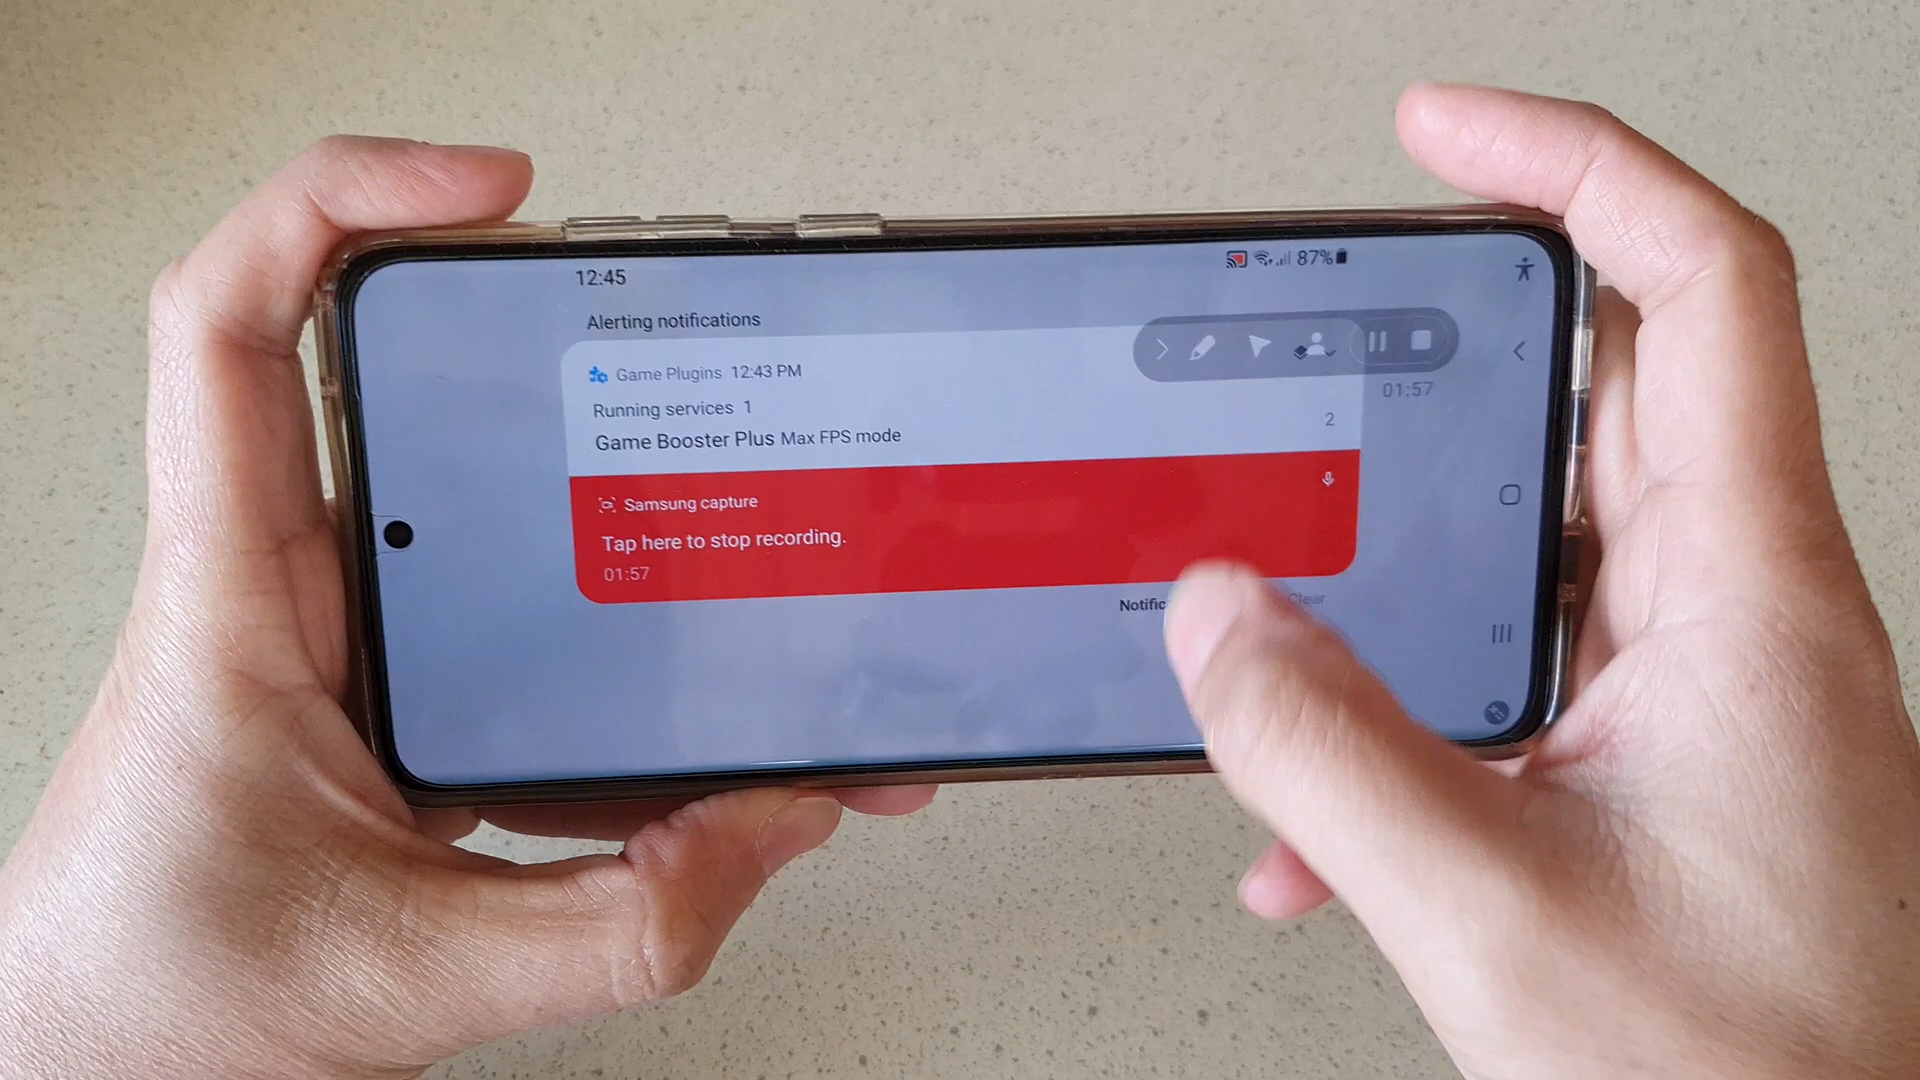 12:45
87%
Alerting notifications
Game Plugins 12:43 PM
01:57
Running services 1
2
Game Booster Plus Max FPS mode
Samsung capture
Tap here to stop recording.
01:57
Clear